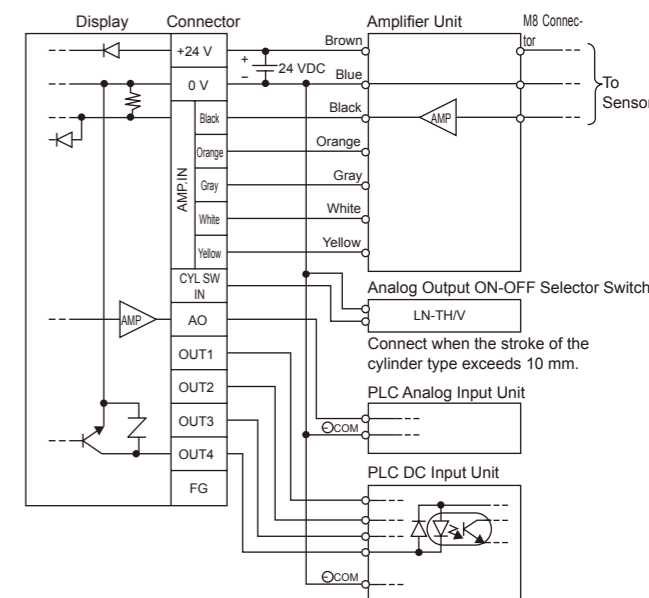 Display
Connector
Amplifier Unit
M8 Connec-
tor
+24 V
+
−
24 VDC
Brown
0 V
Blue
To
Sensor
AMP.IN
Black
Black
AMP
Orange
Orange
Gray
Gray
White
White
Yellow
Yellow
CYL SW
IN
Analog Output ON-OFF Selector Switch
LN-TH/V
Connect when the stroke of the
cylinder type exceeds 10 mm.
AMP
AO
OUT1
OUT2
OUT3
OUT4
FG
PLC Analog Input Unit
⊖COM
PLC DC Input Unit
⊖COM